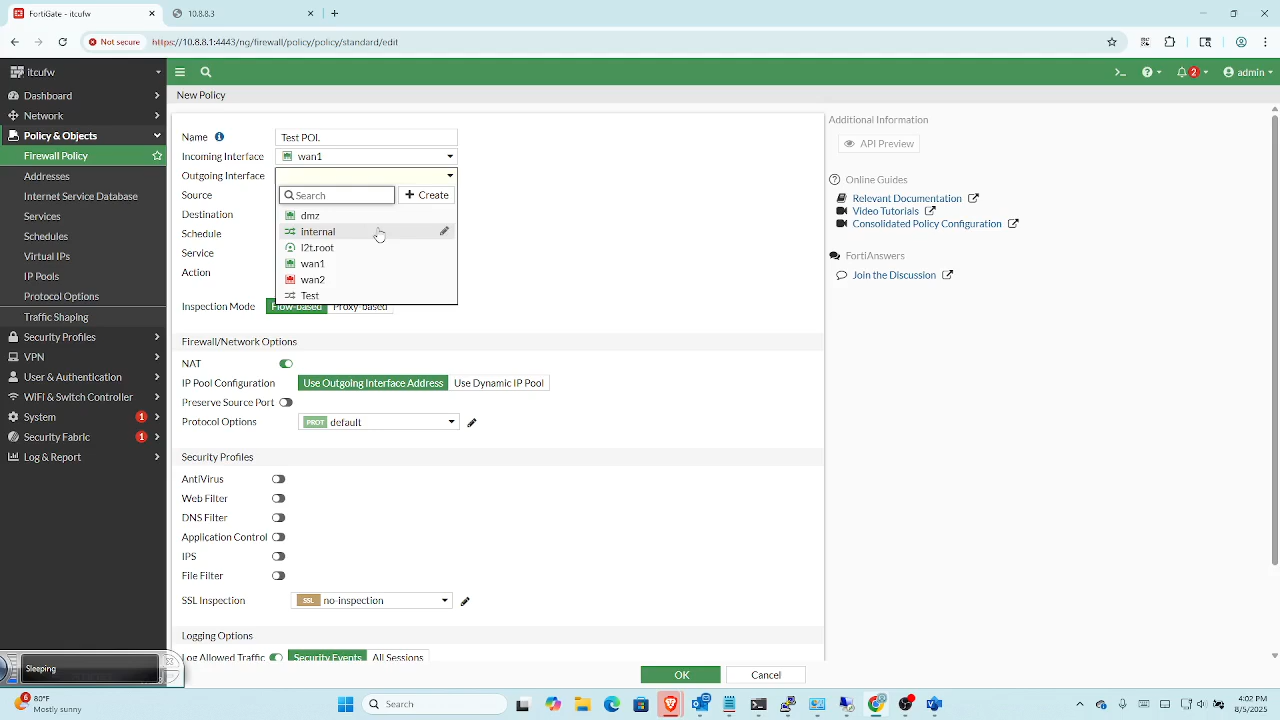 FortiGate - itcufw
10.8.8.3
Not secure https://10.8.8.1:4443/ng/firewall/policy/policy/standard/edit
itcufw
2 admin
New Policy
Dashboard
Network
Policy & Objects
Firewall Policy
Addresses
Internet Service Database
Services
Virtual IPs
IP Pools
Protocol Options
Traffic Shaping
Security Profiles
VPN
User & Authentication
WiFi & Switch Controller
System 1
Security Fabric 1
Log & Report
Name Test POI.
Incoming Interface wan1
Outgoing Interface
Source Search Create
Destination dmz
Schedule internal
Service l2t.root
Action wan1
wan2
Test
Inspection Mode Flow-based Proxy-based
Firewall/Network Options
NAT
IP Pool Configuration Use Outgoing Interface Address Use Dynamic IP Pool
Preserve Source Port
Protocol Options PROT default
Security Profiles
AntiVirus
Web Filter
DNS Filter
Application Control
IPS
File Filter
SSL Inspection SSL no-inspection
Logging Options
Log Allowed Traffic Security Events All Sessions
OK Cancel
Additional Information
API Preview
Online Guides
Relevant Documentation
Video Tutorials
Consolidated Policy Configuration
FortiAnswers
Join the Discussion
Sleeping
6 80°F
Mostly sunny
Search
4:02 PM
8/5/2025